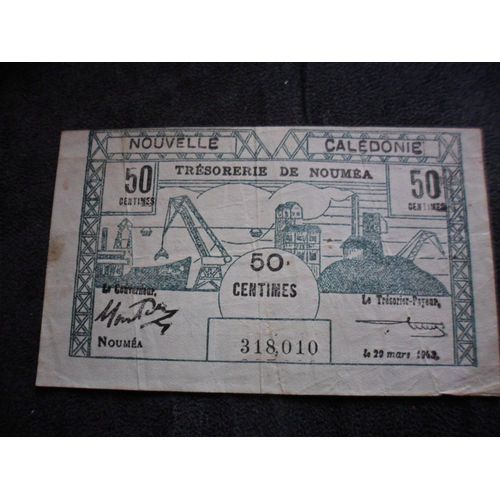 NOUVELLE CALÉDONIE
TRÉSORERIE DE NOUMÉA
50 CENTIMES
50 CENTIMES
50 CENTIMES
Le Gouverneur,
Le Trésorier-Payeur,
NOUMÉA
318,010
le 29 mars 1943.